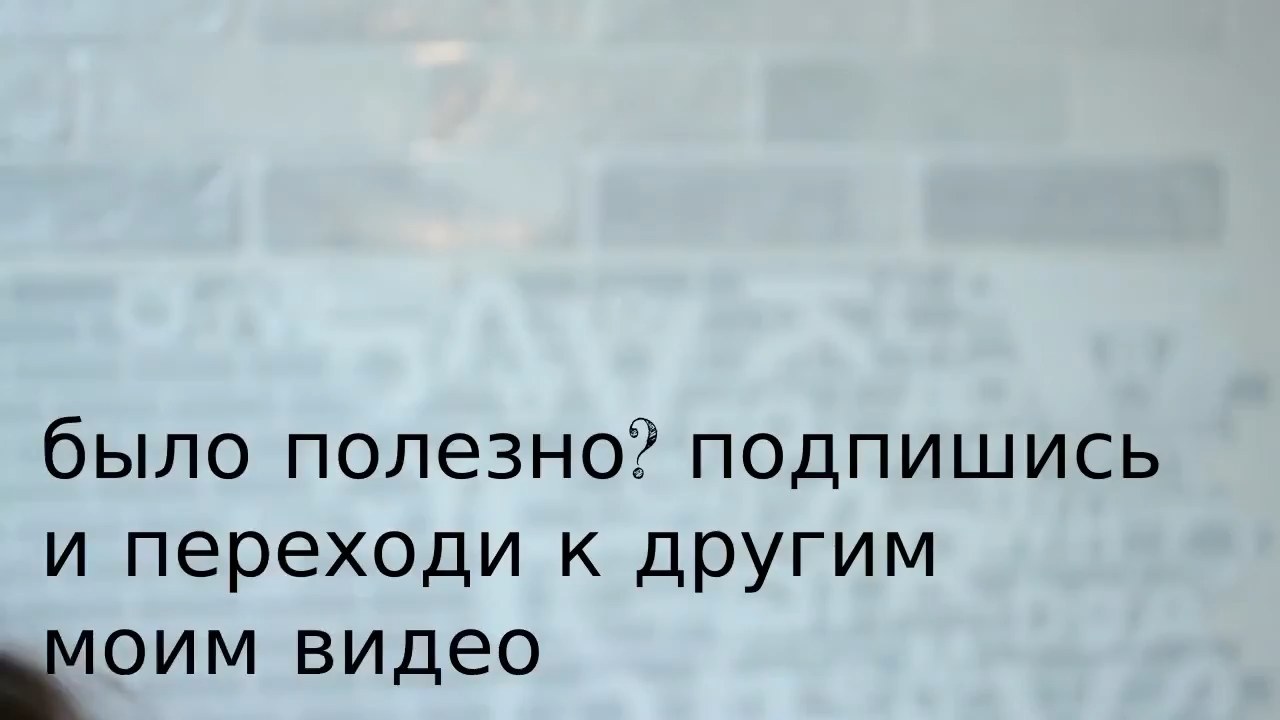 было полезно? подпишись
и переходи к другим
моим видео